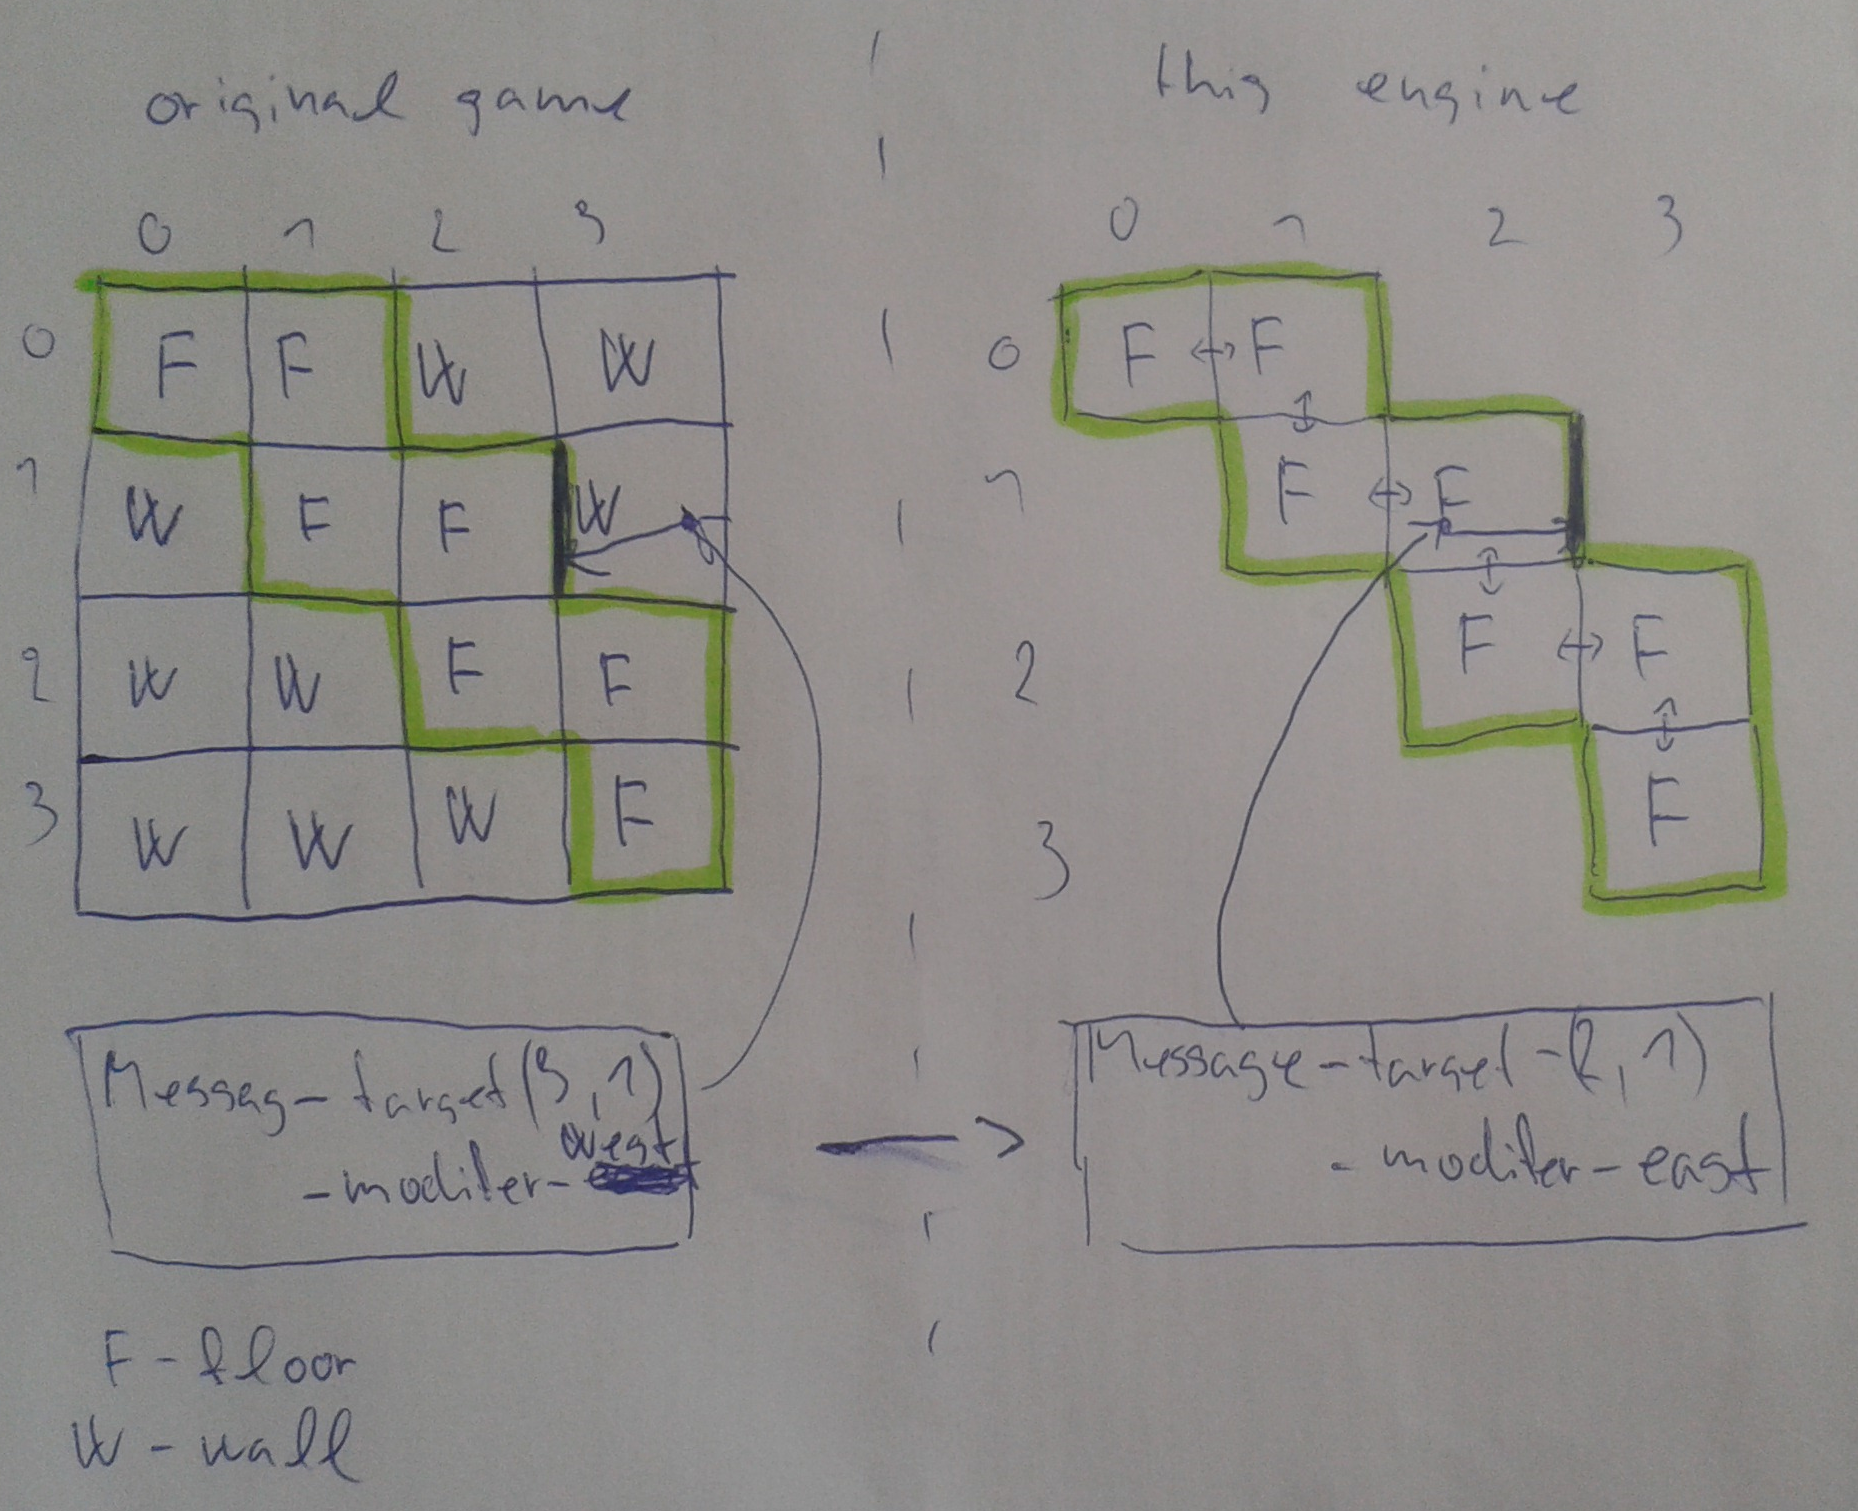 original game
this engine
0 1 2 3
0 F F W W
1 W F F W
2 W W F F
3 W W W F
0 1 2 3
0 F ↔ F
↕
1 F ↔ F
↕
2 F ↔ F
↕
3 F
Messag - target (3, 1)
west
- modifer -
Message - target - (2, 1)
- modifer - east
F - floor
W - wall